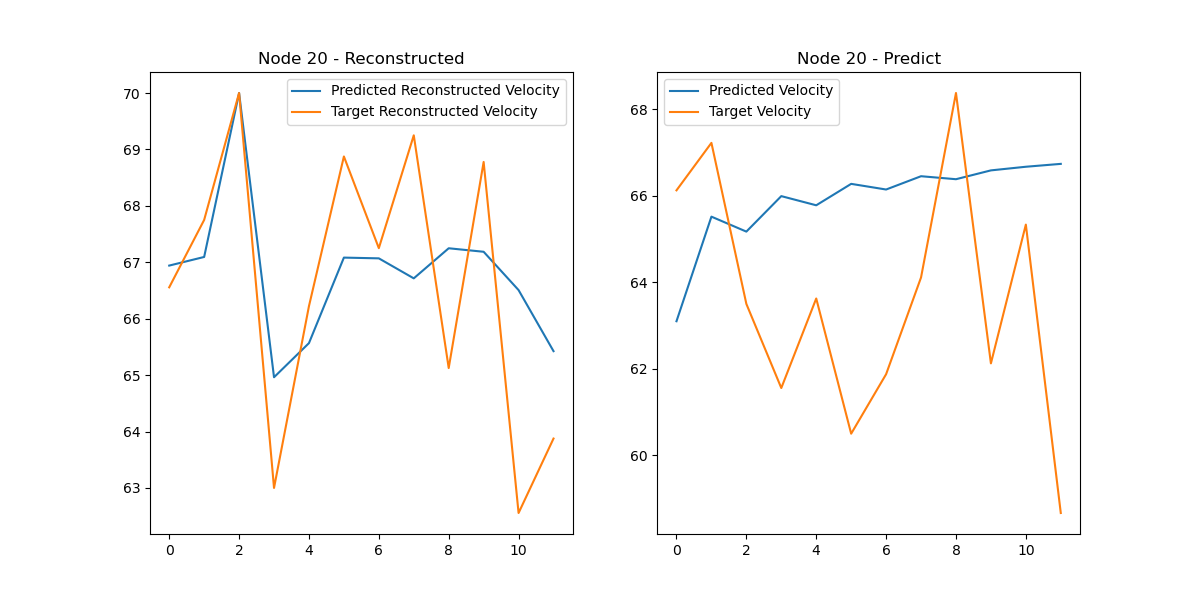 Node 20 - Reconstructed
Predicted Reconstructed Velocity
Target Reconstructed Velocity
70
69
68
67
66
65
64
63
0 2 4 6 8 10
Node 20 - Predict
Predicted Velocity
Target Velocity
68
66
64
62
60
0 2 4 6 8 10